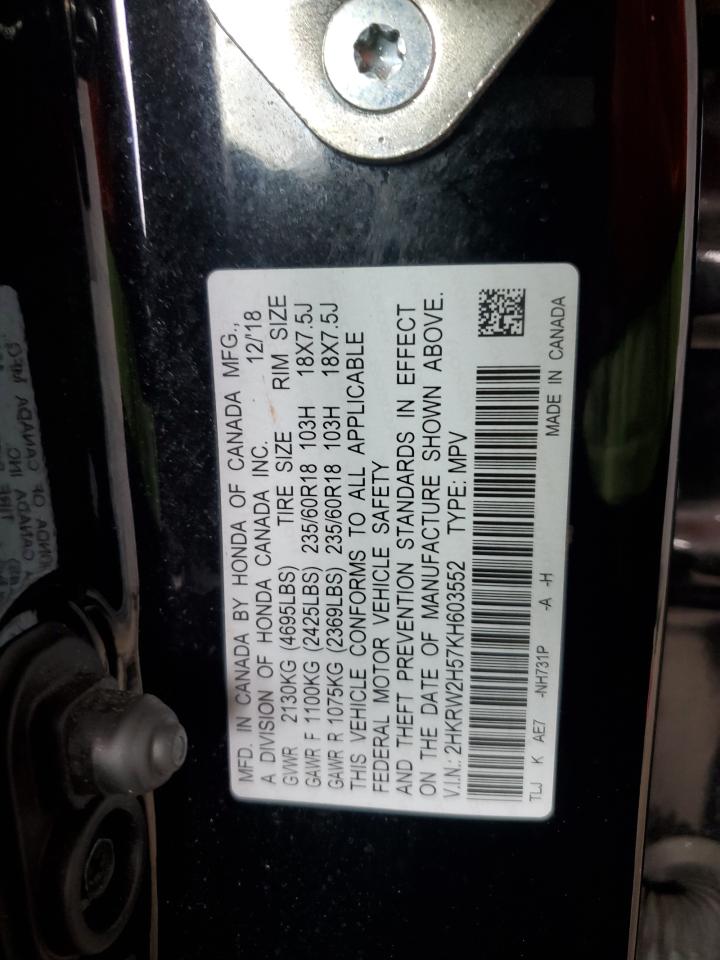 MFD. IN CANADA BY HONDA OF CANADA MFG.,
A DIVISION OF HONDA CANADA INC. 12/'18
GVWR 2130KG (4695LBS) TIRE SIZE RIM SIZE
GAWR F 1100KG (2425LBS) 235/60R18 103H 18X7.5J
GAWR R 1075KG (2369LBS) 235/60R18 103H 18X7.5J
THIS VEHICLE CONFORMS TO ALL APPLICABLE
FEDERAL MOTOR VEHICLE SAFETY
AND THEFT PREVENTION STANDARDS IN EFFECT
ON THE DATE OF MANUFACTURE SHOWN ABOVE.
V.I.N.: 2HKRW2H57KH603552 TYPE: MPV
TLJ K AE7 -NH731P -A -H
MADE IN CANADA